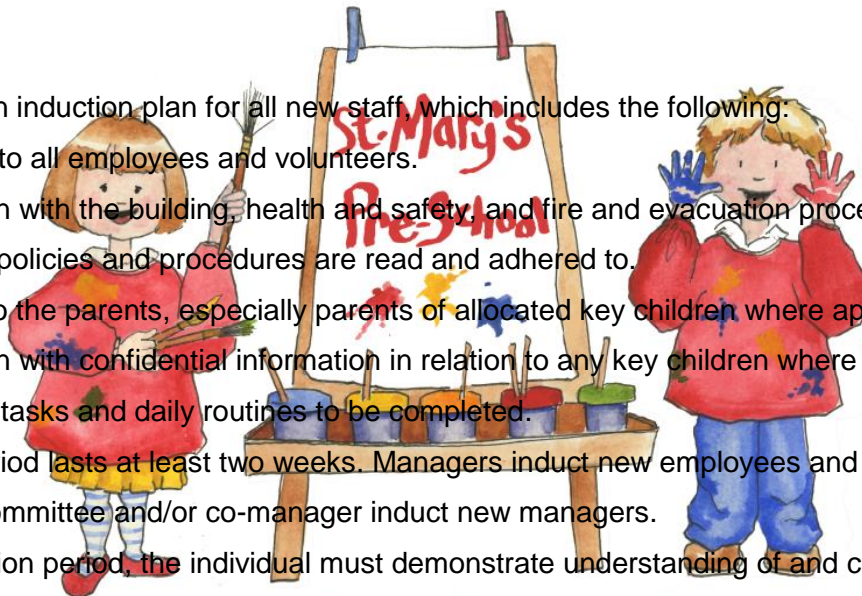 n induction plan for all new staff, which includes the following:
St. Mary's
to all employees and volunteers.
n with the building, health and safety, and fire and evacuation proce
Pre-School
policies and procedures are read and adhered to.
o the parents, especially parents of allocated key children where ap
n with confidential information in relation to any key children where
tasks and daily routines to be completed.
iod lasts at least two weeks. Managers induct new employees and
ommittee and/or co-manager induct new managers.
ion period, the individual must demonstrate understanding of and c